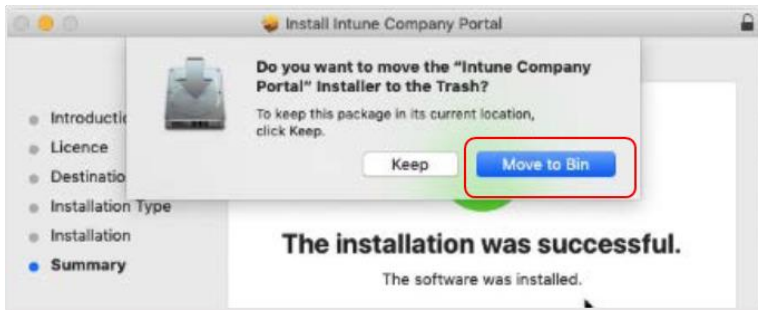 Install Intune Company Portal
Do you want to move the “Intune Company
Portal” Installer to the Trash?
To keep this package in its current location,
click Keep.
Keep
Move to Bin
Introductio
Licence
Destinatio
Installation Type
Installation
Summary
The installation was successful.
The software was installed.